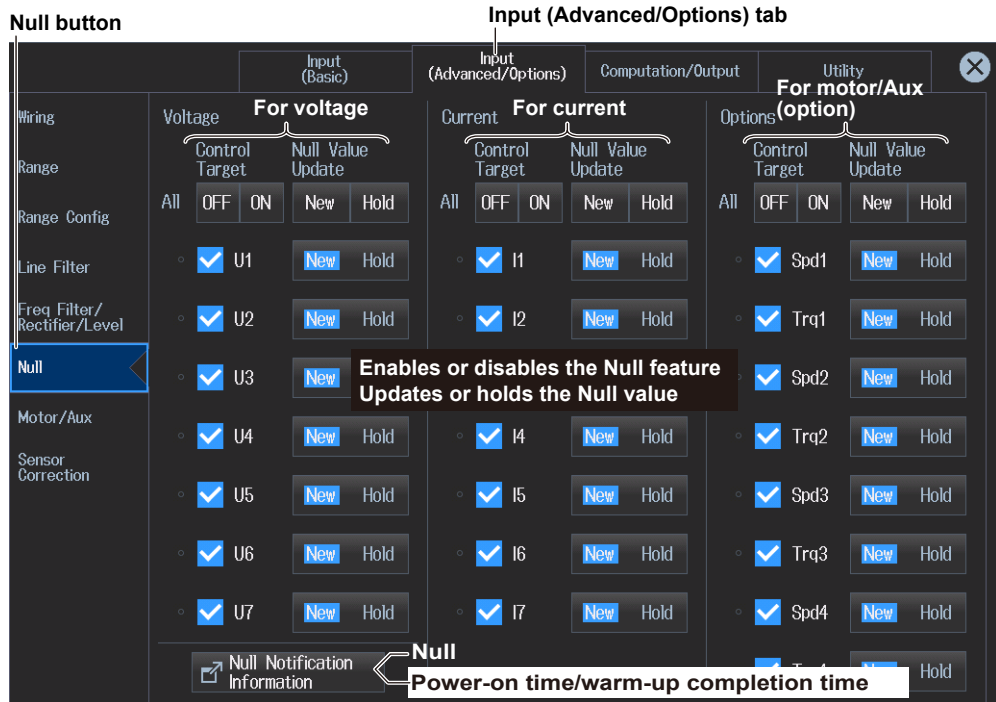 Null button
Input (Advanced/Options) tab
Input
(Basic)
Input
(Advanced/Options)
Computation/Output
Utility
For motor/Aux
(option)
Wiring
Range
Range Config
Line Filter
Freq Filter/
Rectifier/Level
Null
Motor/Aux
Sensor
Correction
Voltage
For voltage
Control
Target
Null Value
Update
All OFF ON New Hold
U1 New Hold
U2 New Hold
U3 New
U4 New Hold
U5 New Hold
U6 New Hold
U7 New Hold
Current
For current
Control
Target
Null Value
Update
All OFF ON New Hold
I1 New Hold
I2 New Hold
Enables or disables the Null feature
Updates or holds the Null value
I4 New Hold
I5 New Hold
I6 New Hold
I7 New Hold
Options
Control
Target
Null Value
Update
All OFF ON New Hold
Spd1 New Hold
Trq1 New Hold
Spd2 New Hold
Trq2 New Hold
Spd3 New Hold
Trq3 New Hold
Spd4 New Hold
Hold
Null Notification
Information
Null
Power-on time/warm-up completion time